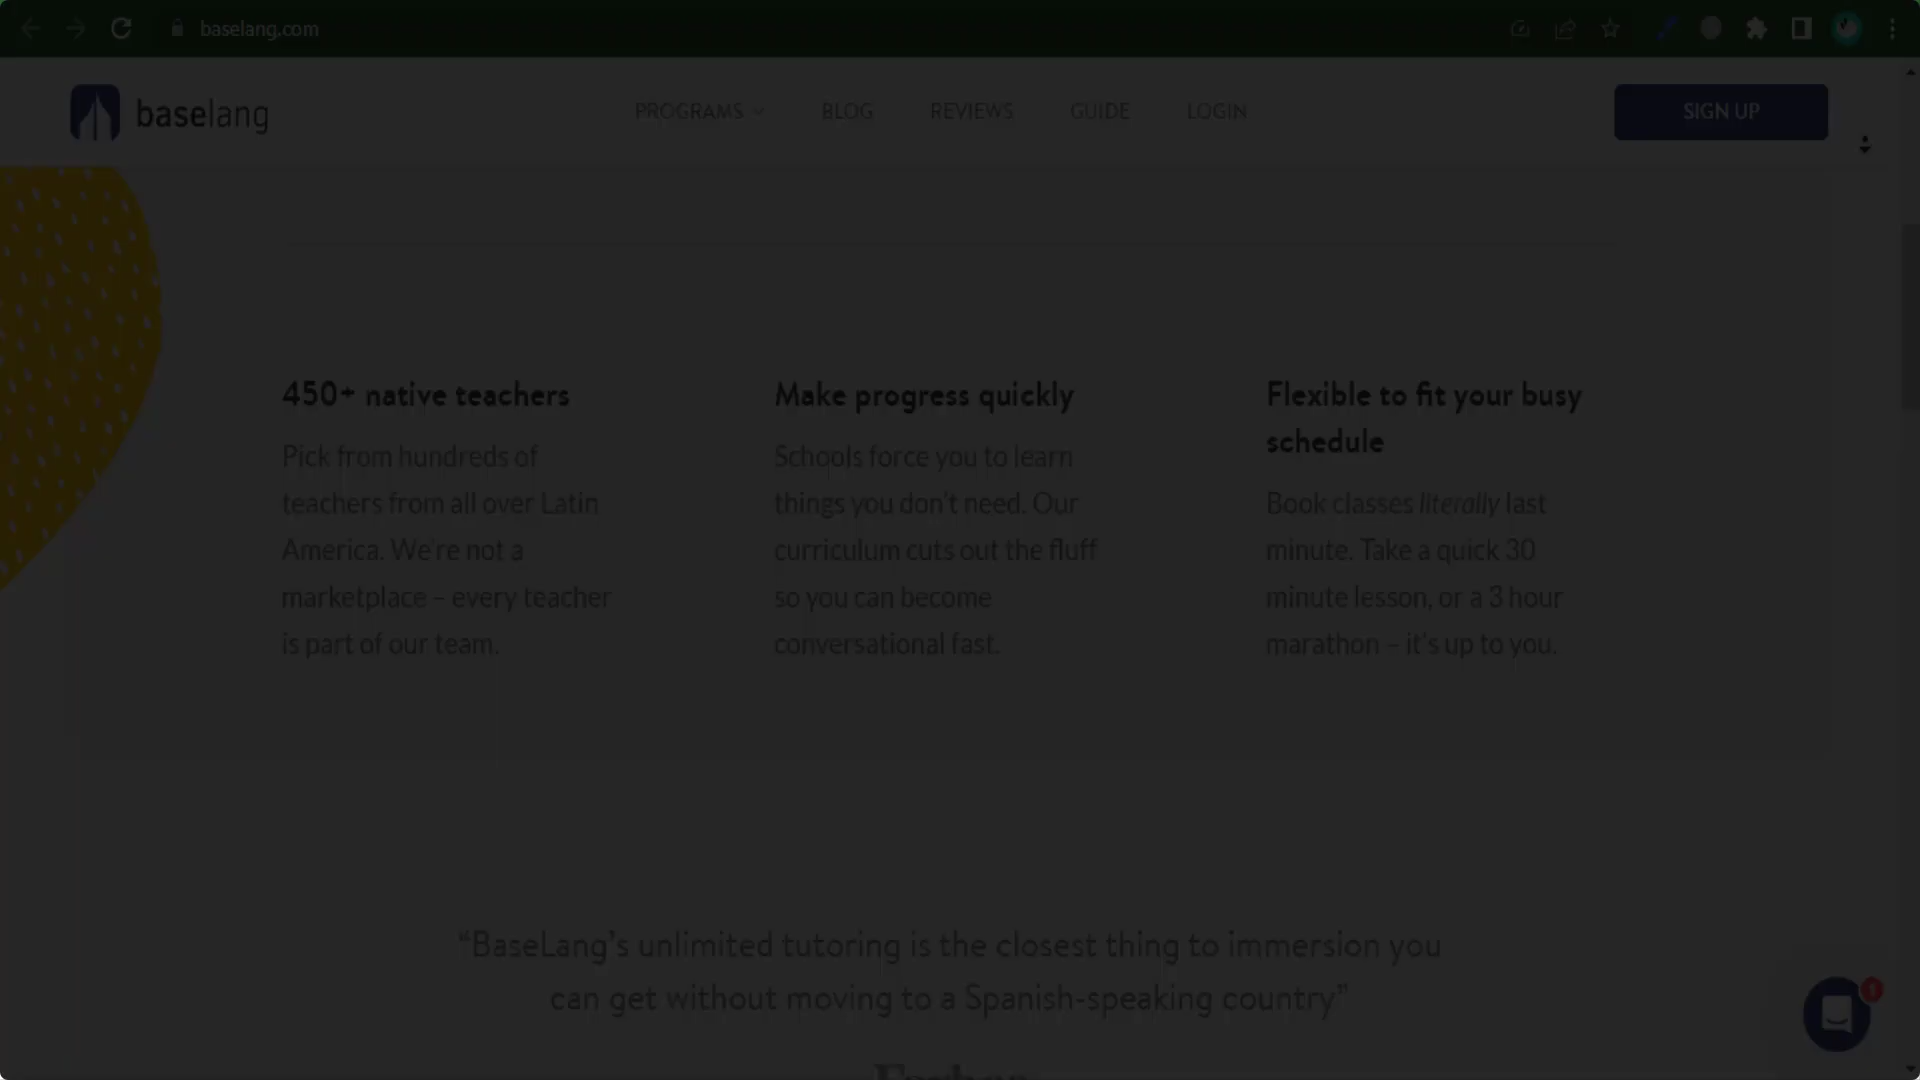 baselang.com
baselang
PROGRAMS
BLOG
REVIEWS
GUIDE
LOGIN
SIGN UP
450+ native teachers
Pick from hundreds of
teachers from all over Latin
America. We're not a
marketplace – every teacher
is part of our team.
Make progress quickly
Schools force you to learn
things you don't need. Our
curriculum cuts out the fluff
so you can become
conversational fast.
Flexible to fit your busy
schedule
Book classes literally last
minute. Take a quick 30
minute lesson, or a 3 hour
marathon – it's up to you.
“BaseLang’s unlimited tutoring is the closest thing to immersion you
can get without moving to a Spanish-speaking country”
1